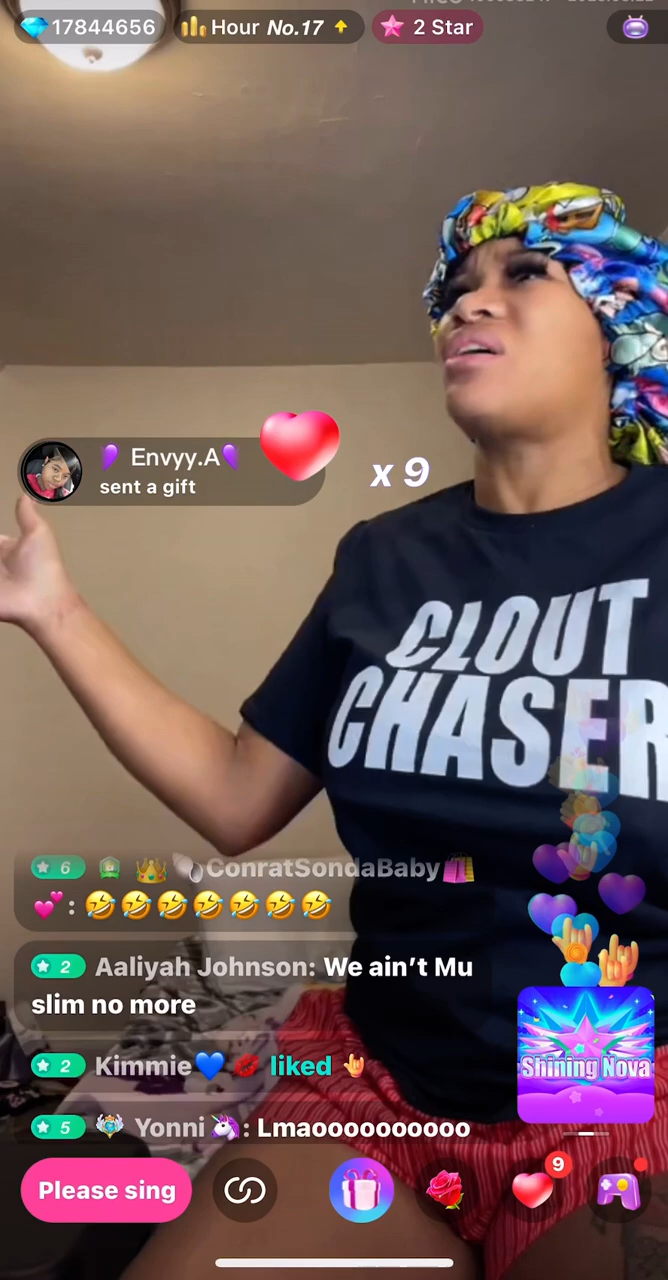 17844656
Hour No.17
2 Star
Envyy.A
sent a gift
x 9
CLOUT
CHASER
6 ConratSondaBaby
: 
2 Aaliyah Johnson: We ain’t Mu
slim no more
2 Kimmie liked
5 Yonni : Lmaoooooooooo
Shining Nova
Please sing
9